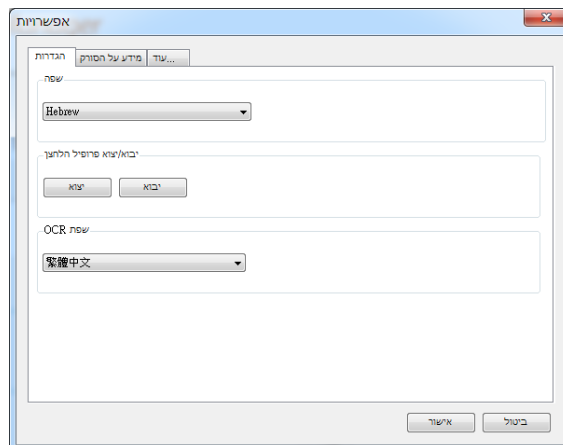 אפשרויות
הגדרות
מידע על הסורק
עוד...
שפה
Hebrew
יבוא/יצוא פרופיל הלחצן
יצוא
יבוא
שפת OCR
繁體中文
אישור
ביטול